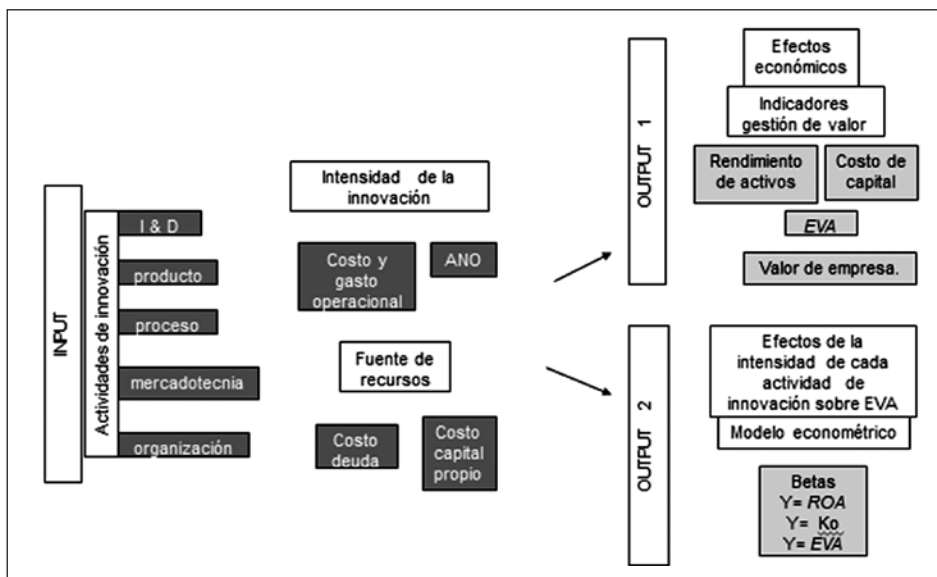 INPUT
Actividades de innovación
I & D
producto
proceso
mercadotecnia
organización
Intensidad de la
innovación
Costo y
gasto
operacional
ANO
Fuente de
recursos
Costo
deuda
Costo
capital
propio
OUTPUT 1
Efectos
económicos
Indicadores
gestión de valor
Rendimiento
de activos
Costo de
capital
EVA
Valor de empresa.
OUTPUT 2
Efectos de la
intensidad de cada
actividad de
innovación sobre EVA
Modelo econométrico
Betas
Y= ROA
Y= Ko
Y= EVA